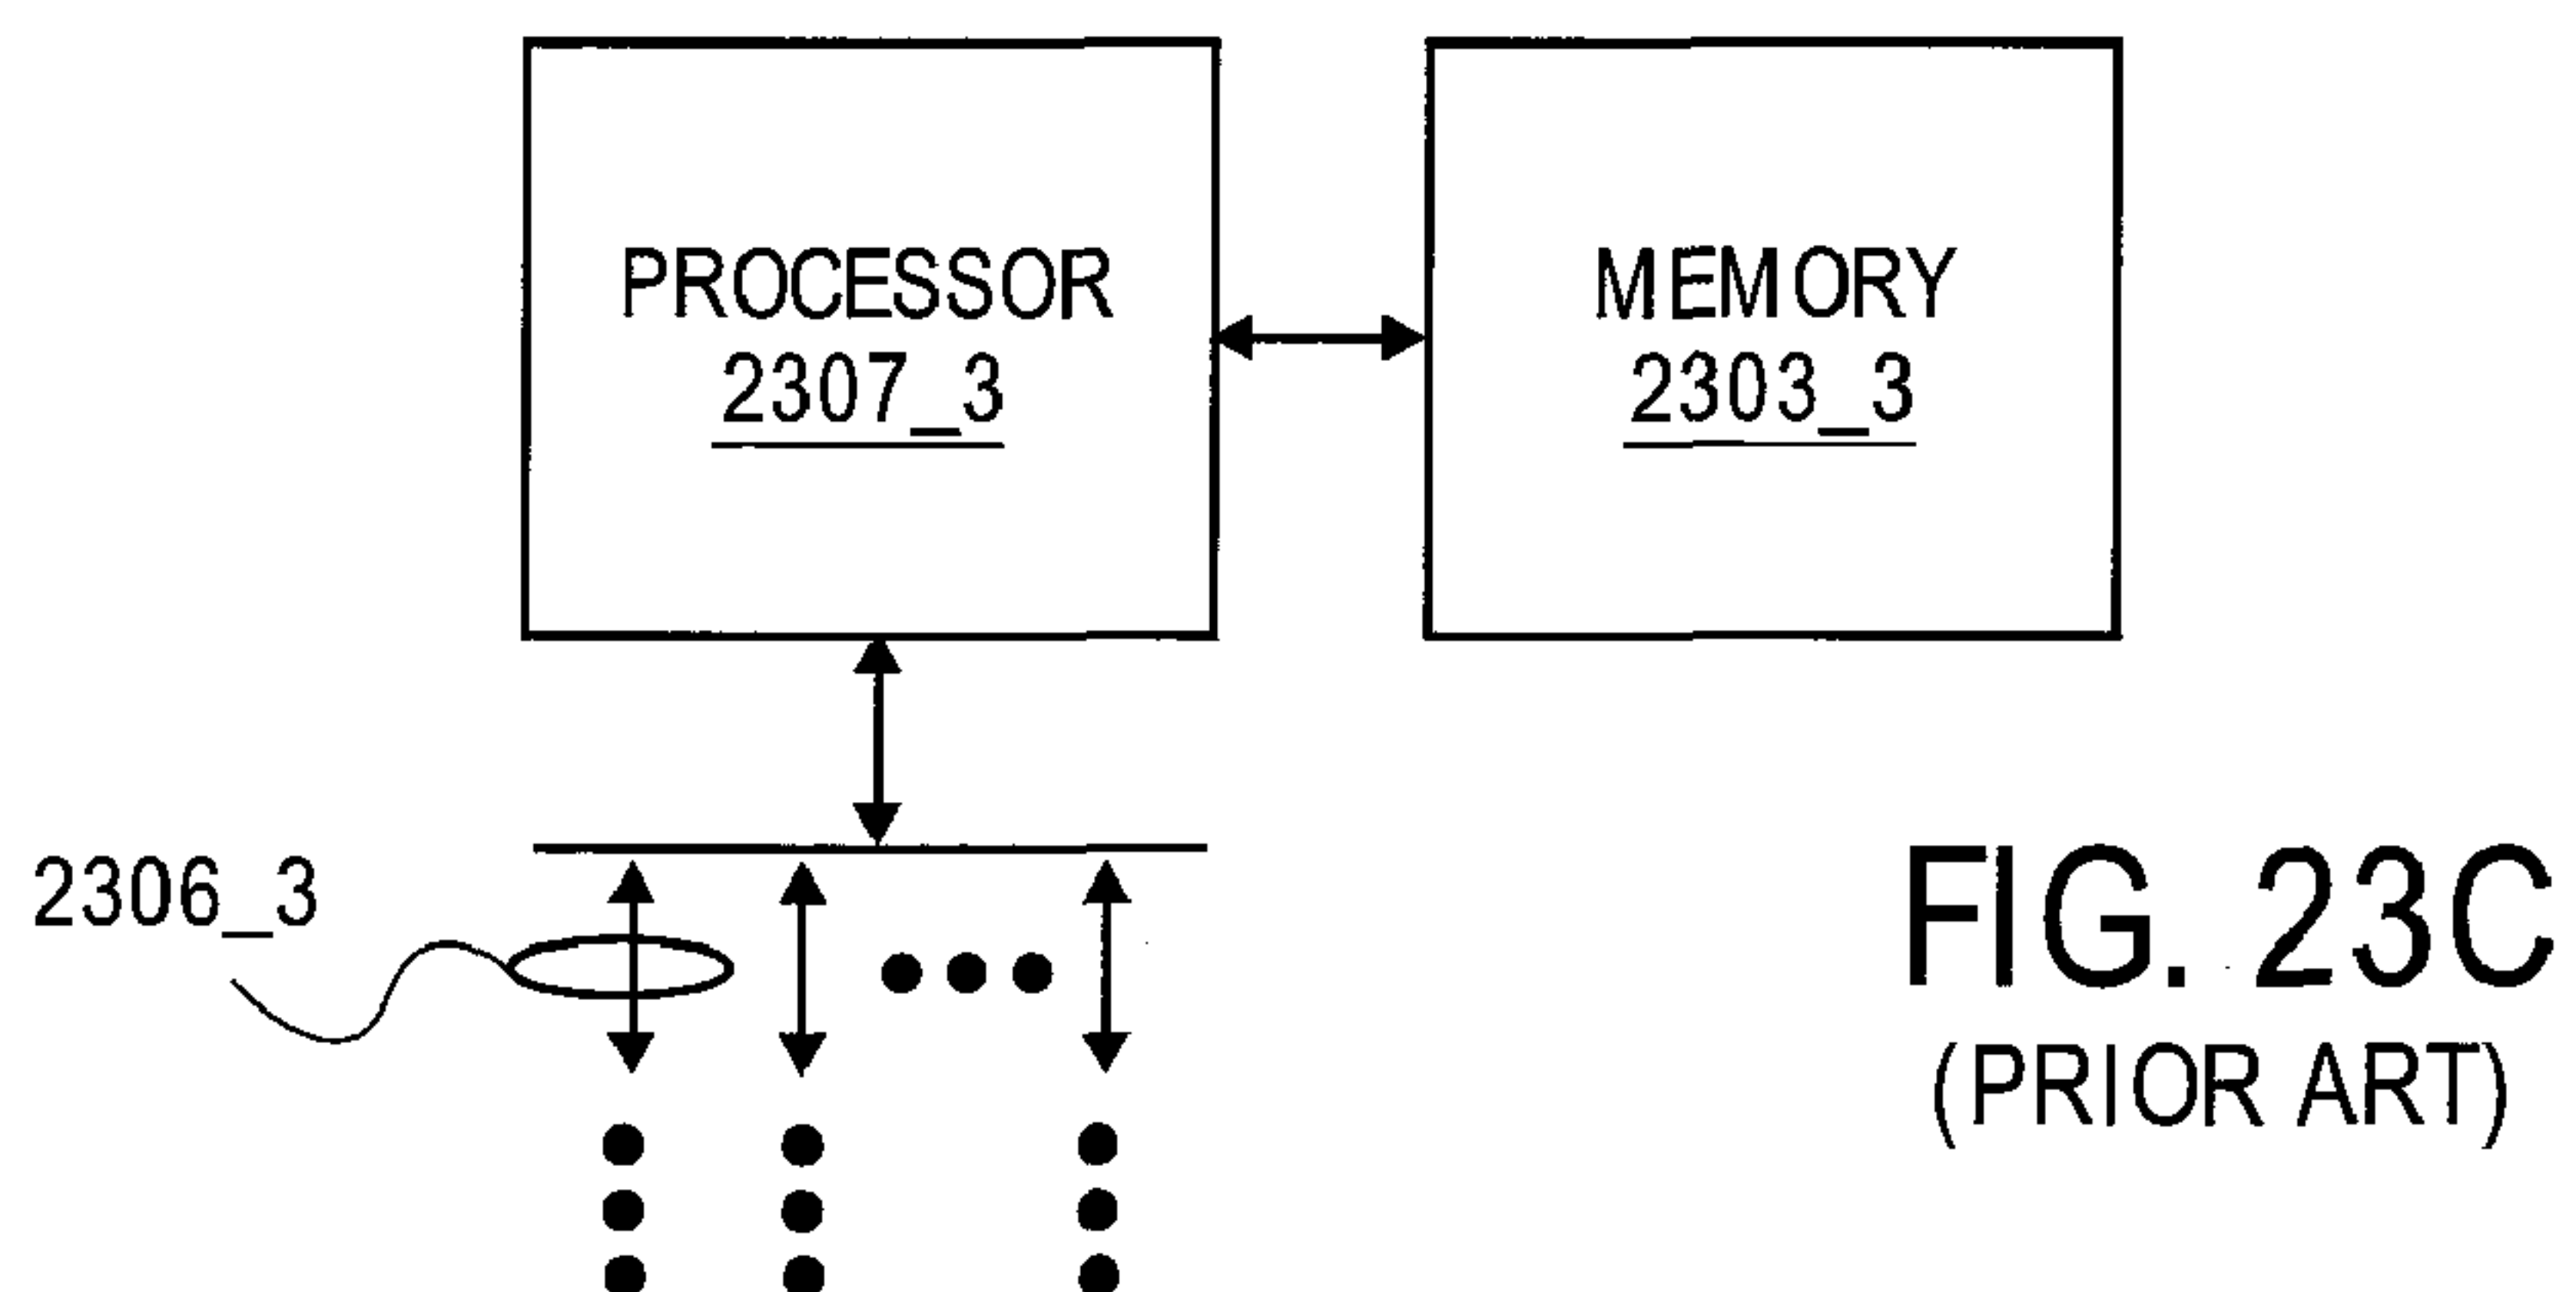 PROCESSOR
2307_3
MEMORY
2303_3
2306_3
FIG. 23C
(PRIOR ART)